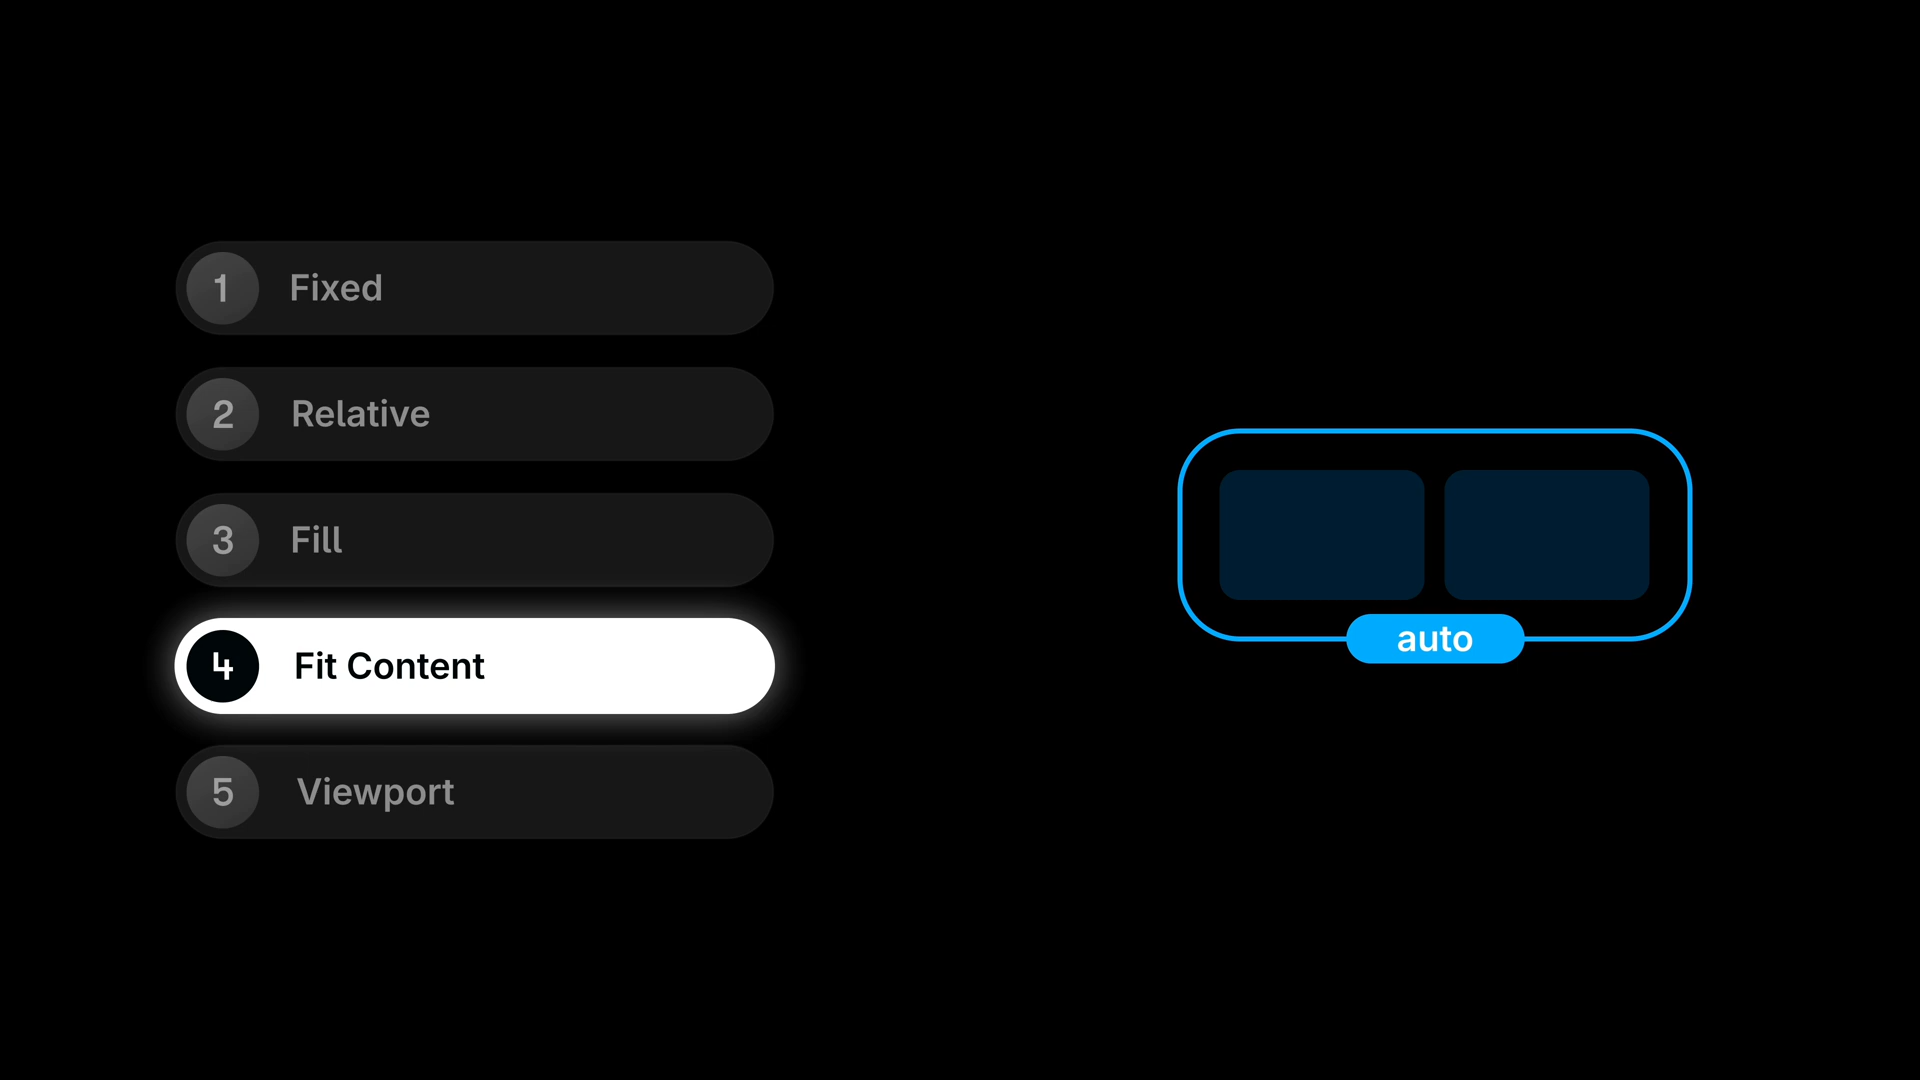 1 Fixed
2 Relative
3 Fill
4 Fit Content
5 Viewport
auto